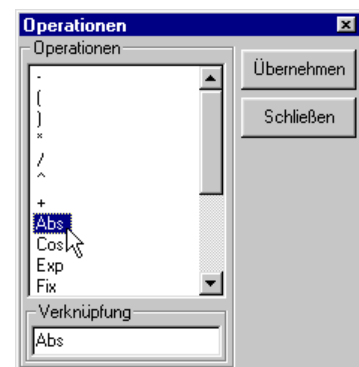 Operationen
Operationen
-
(
)
*
/
^
+
Abs
Cos
Exp
Fix
Verknüpfung
Abs
Übernehmen
Schließen